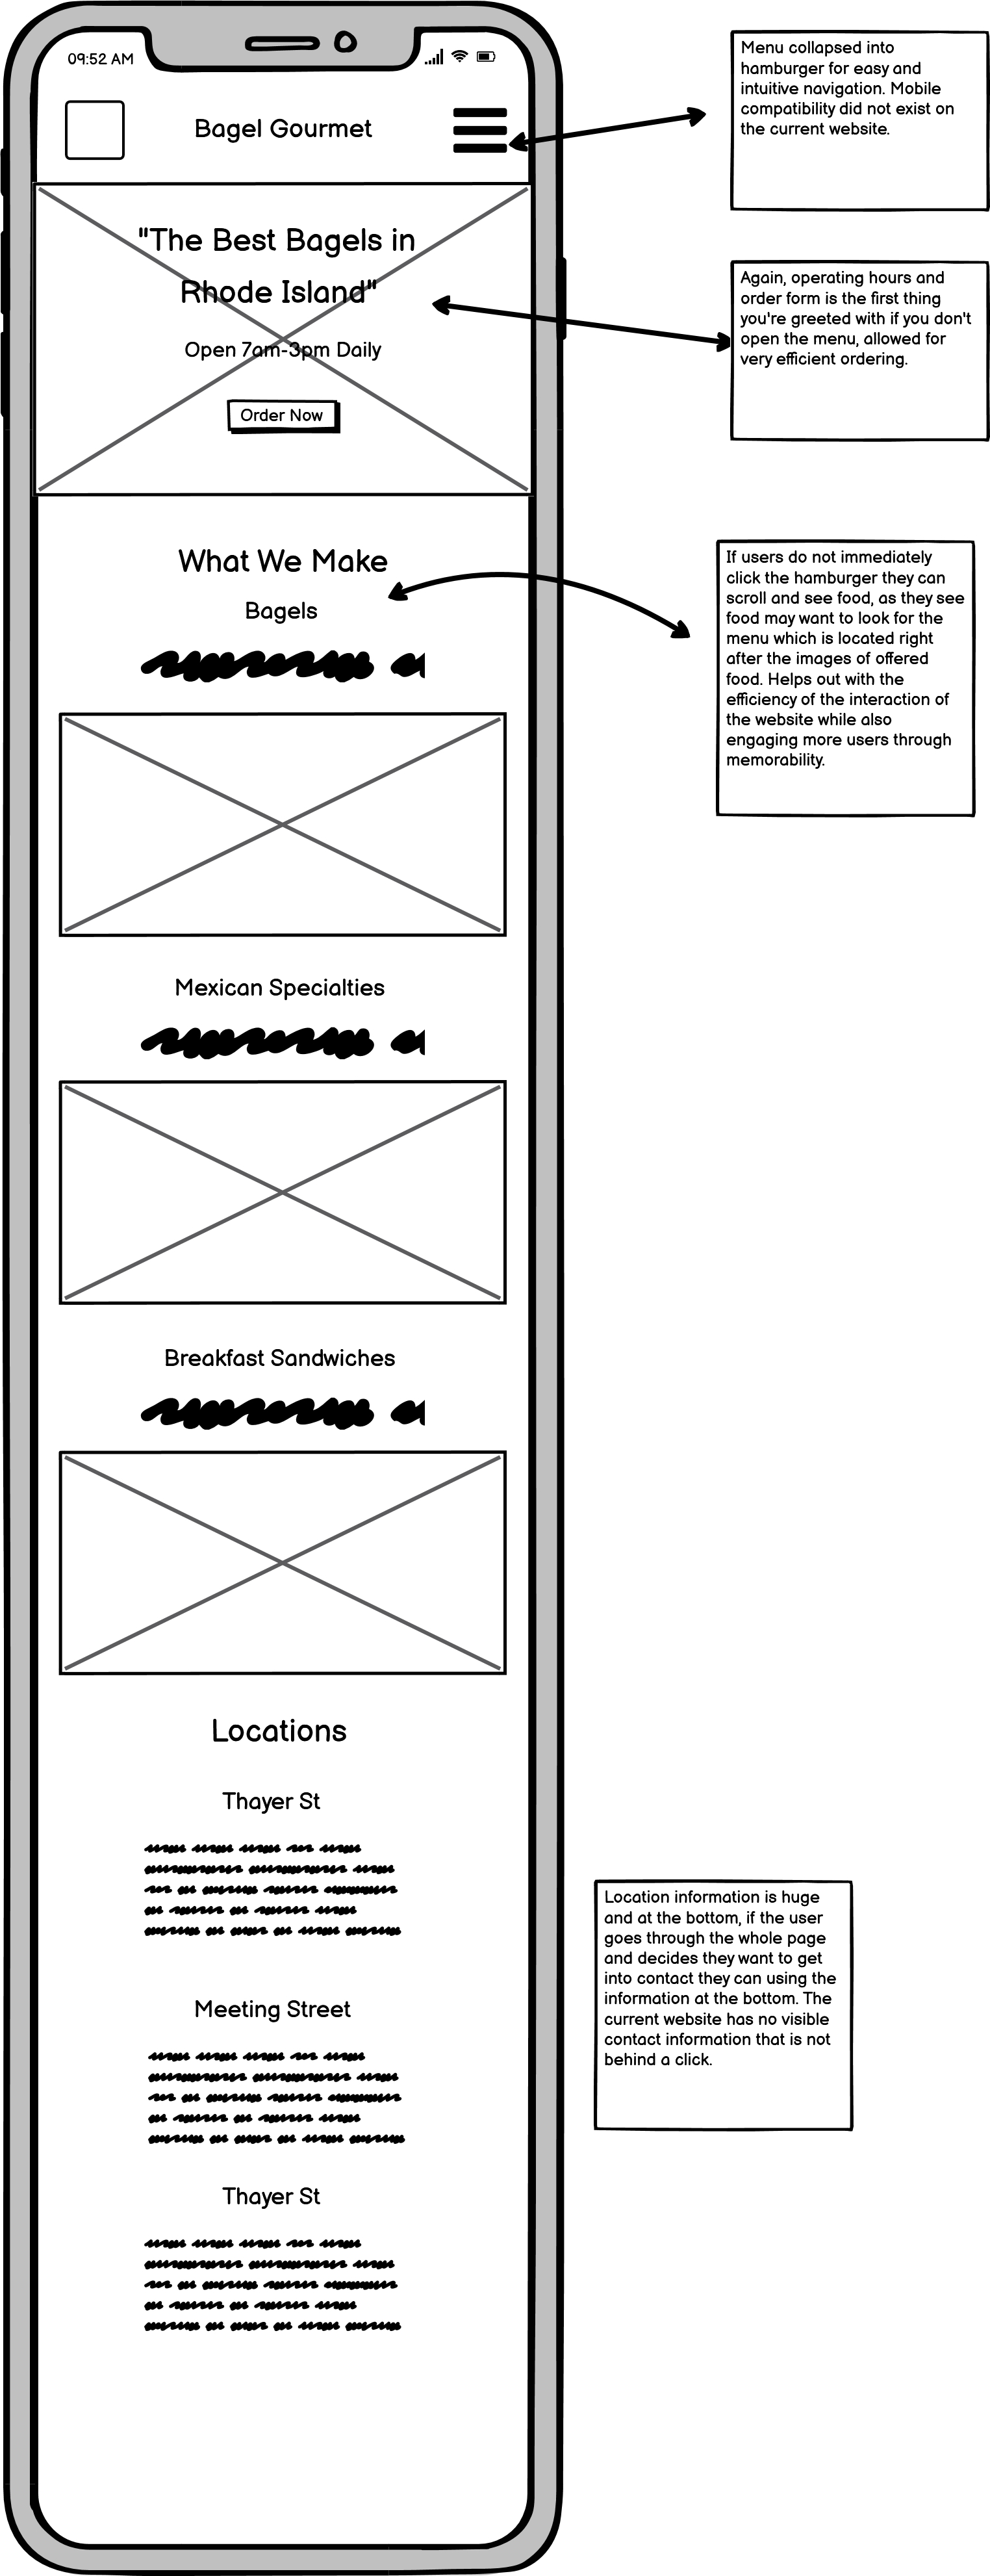 09:52 AM
Bagel Gourmet
"The Best Bagels in
Rhode Island"
Open 7am-3pm Daily
Order Now
What We Make
Bagels
Mexican Specialties
Breakfast Sandwiches
Locations
Thayer St
Meeting Street
Thayer St
Menu collapsed into
hamburger for easy and
intuitive navigation. Mobile
compatibility did not exist on
the current website.
Again, operating hours and
order form is the first thing
you're greeted with if you don't
open the menu, allowed for
very efficient ordering.
If users do not immediately
click the hamburger they can
scroll and see food, as they see
food may want to look for the
menu which is located right
after the images of offered
food. Helps out with the
efficiency of the interaction of
the website while also
engaging more users through
memorability.
Location information is huge
and at the bottom, if the user
goes through the whole page
and decides they want to get
into contact they can using the
information at the bottom. The
current website has no visible
contact information that is not
behind a click.